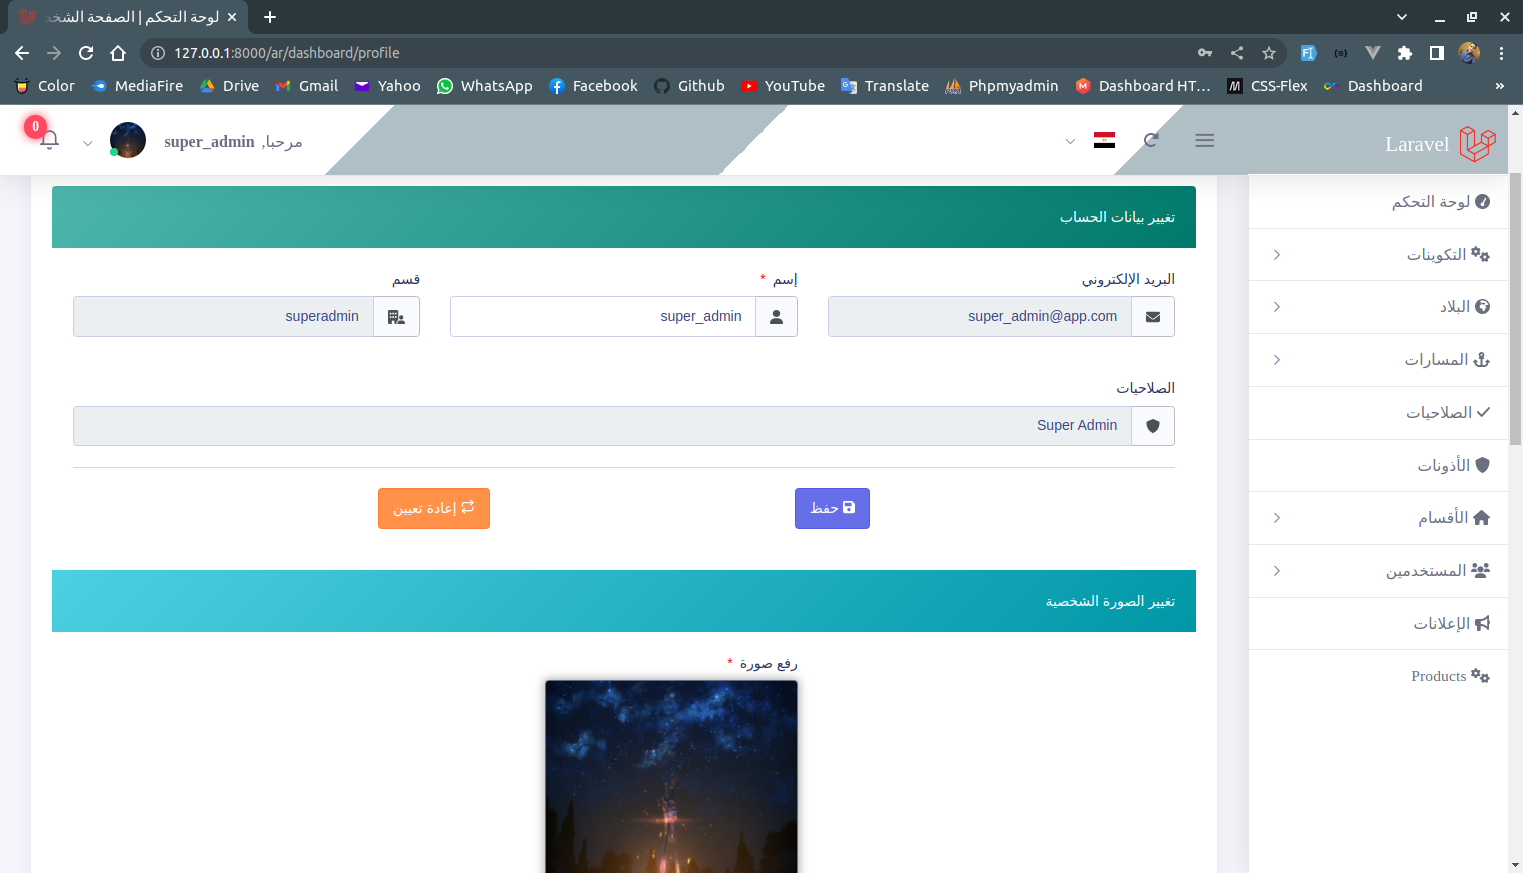 لوحة التحكم | الصفحة الشخص
127.0.0.1:8000/ar/dashboard/profile
Color
MediaFire
Drive
Gmail
Yahoo
WhatsApp
Facebook
Github
YouTube
Translate
Phpmyadmin
Dashboard HT...
CSS-Flex
Dashboard
»
Laravel
مرحبا, super_admin
0
لوحة التحكم
التكوينات
البلاد
المسارات
الصلاحيات
الأذونات
الأقسام
المستخدمين
الإعلانات
Products
تغيير بيانات الحساب
البريد الإلكتروني
super_admin@app.com
إسم *
super_admin
قسم
superadmin
الصلاحيات
Super Admin
حفظ
إعادة تعيين
تغيير الصورة الشخصية
رفع صورة *